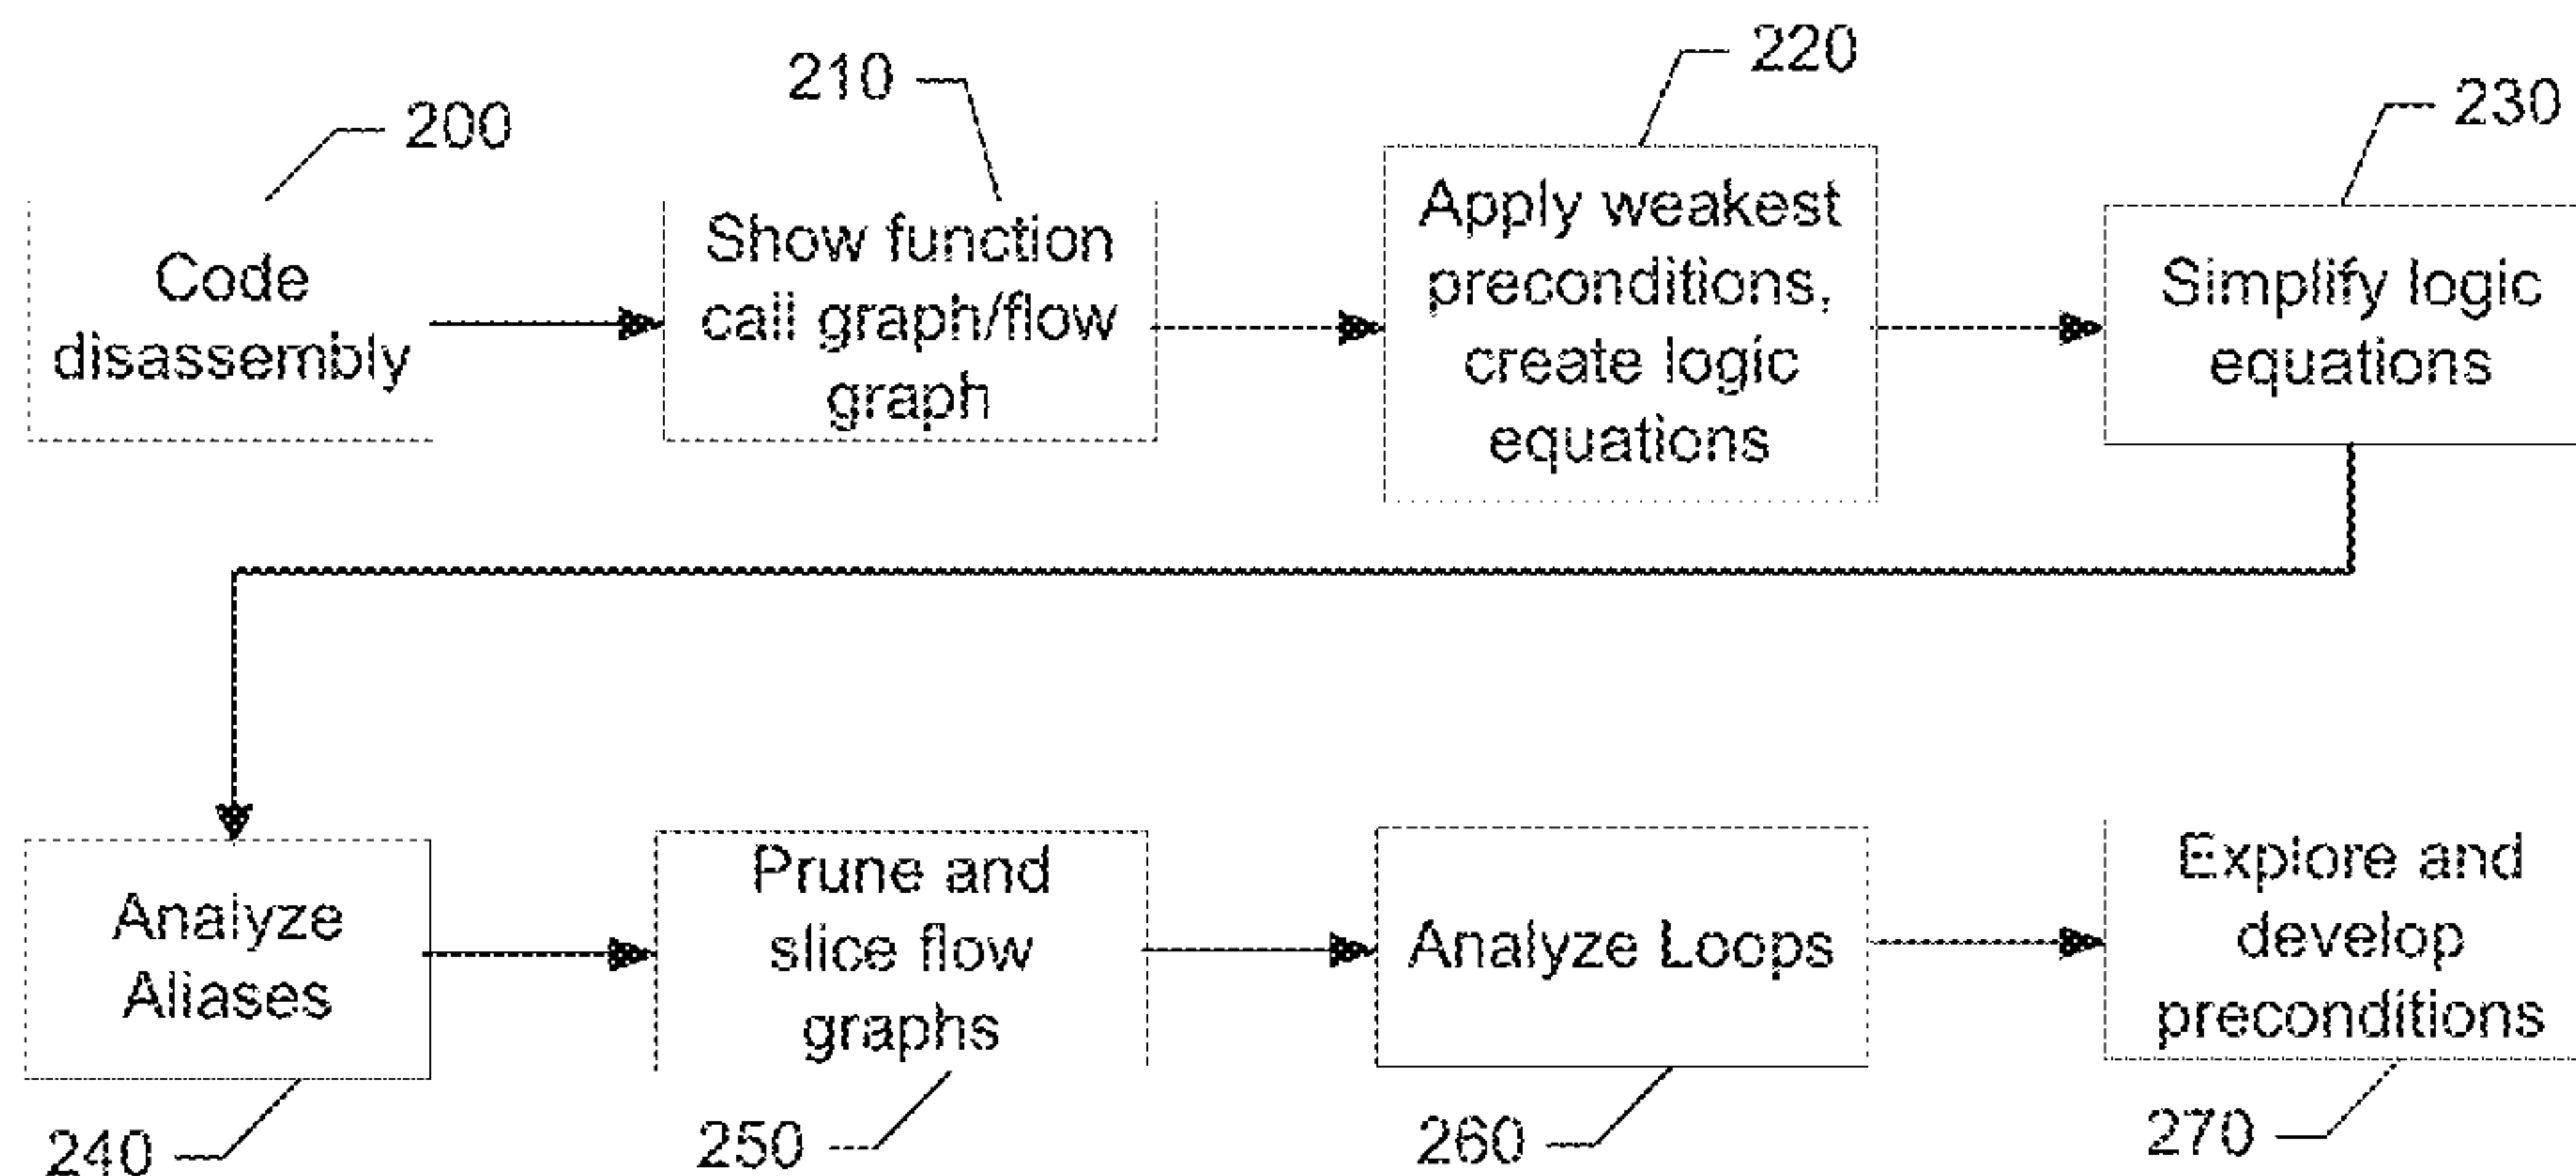 200
210
220
230
Code
disassembly
Show function
call graph/flow
graph
Apply weakest
preconditions,
create logic
equations
Simplify logic
equations
Analyze
Aliases
Prune and
slice flow
graphs
Analyze Loops
Explore and
develop
preconditions
240
250
260
270